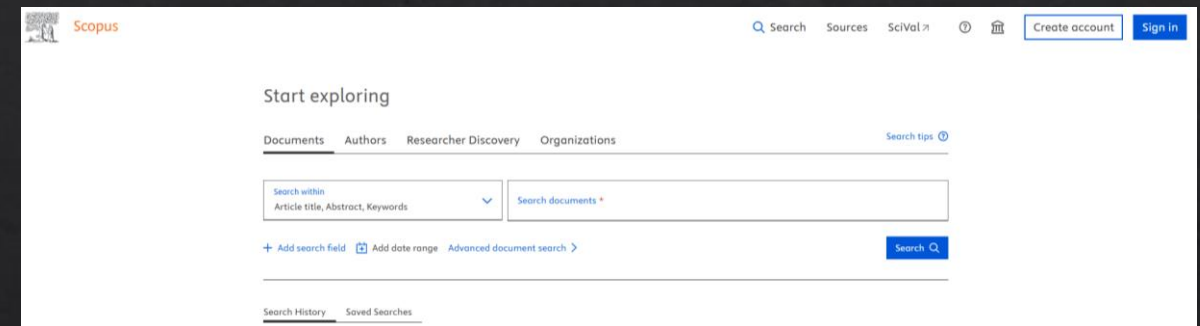 Scopus
Search Sources SciVal Create account Sign in
Start exploring
Documents Authors Researcher Discovery Organizations Search tips
Search within
Article title, Abstract, Keywords
Search documents *
+ Add search field Add date range Advanced document search >
Search
Search History Saved Searches